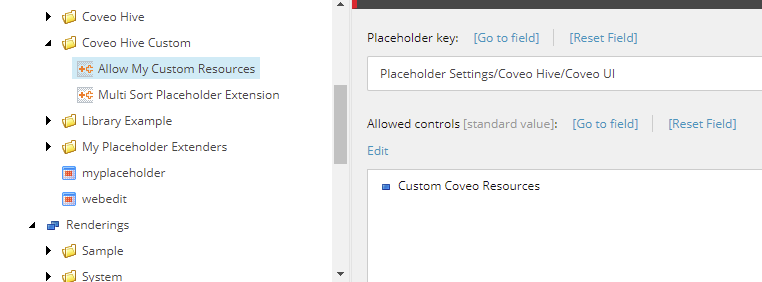 Coveo Hive
Coveo Hive Custom
Allow My Custom Resources
Multi Sort Placeholder Extension
Library Example
My Placeholder Extenders
myplaceholder
webedit
Renderings
Sample
System
Placeholder key: [Go to field] [Reset Field]
Placeholder Settings/Coveo Hive/Coveo UI
Allowed controls [standard value]: [Go to field] [Reset Field]
Edit
Custom Coveo Resources